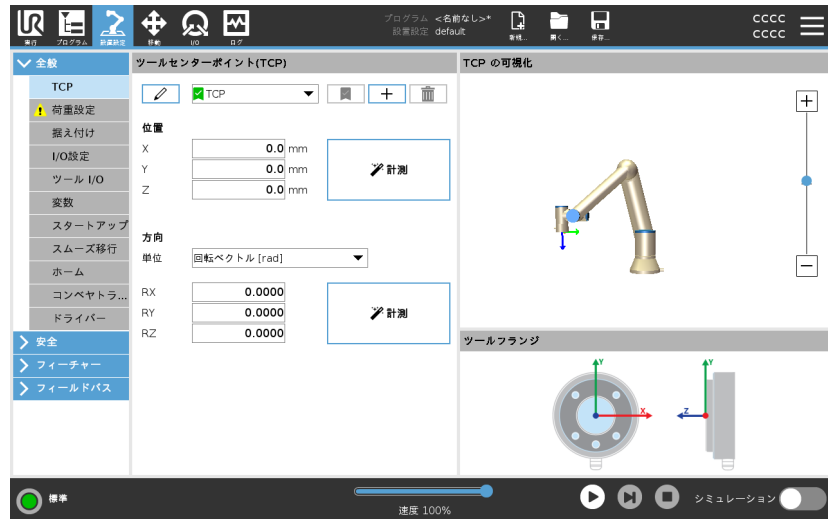 UR
実行
プログラム
設置設定
移動
I/O
ログ
プログラム <名前なし>*
設置設定 default
新規...
開く...
保存...
CCCC
CCCC
全般
TCP
荷重設定
据え付け
I/O設定
ツール I/O
変数
スタートアップ
スムーズ移行
ホーム
コンベヤトラ...
ドライバー
安全
フィーチャー
フィールドバス
ツールセンターポイント(TCP)
TCP
位置
X 0.0 mm
Y 0.0 mm
Z 0.0 mm
計測
方向
単位 回転ベクトル [rad]
RX 0.0000
RY 0.0000
RZ 0.0000
計測
TCP の可視化
ツールフランジ
Y
X
Y
Z
標準
速度 100%
シミュレーション